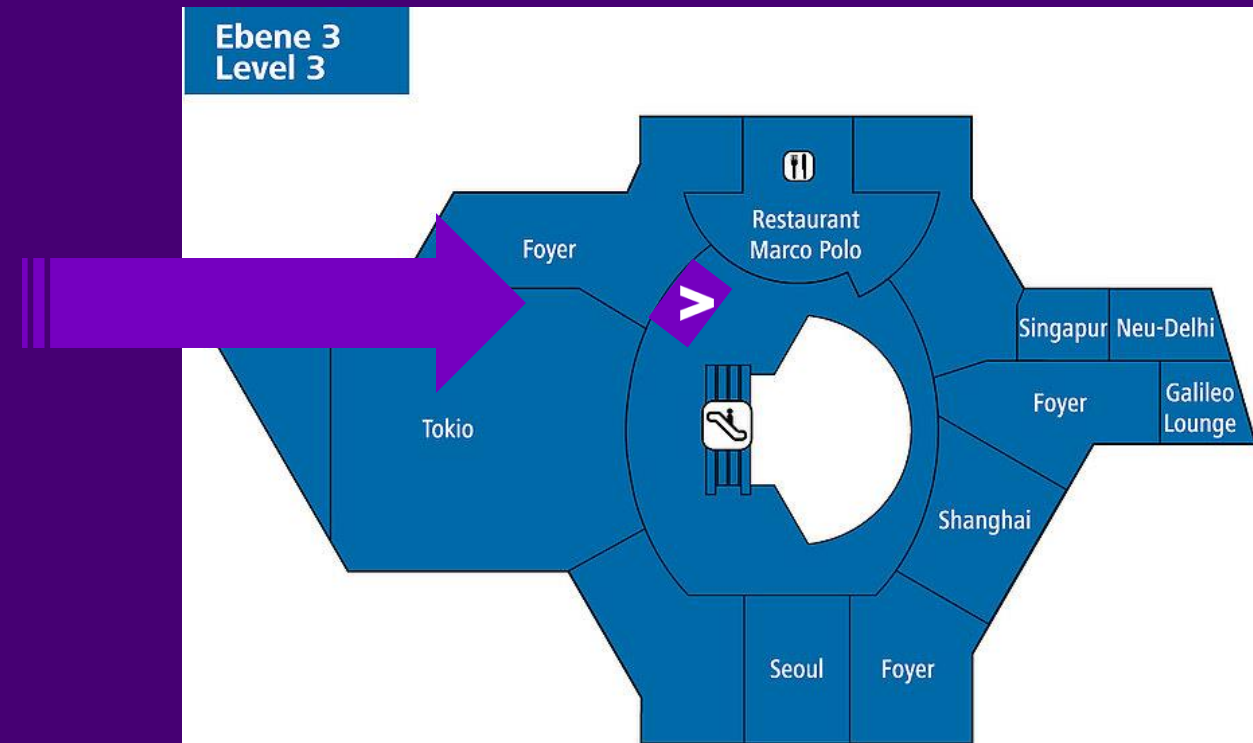 Ebene 3
Level 3
Restaurant
Marco Polo
Foyer
>
Singapur
Neu-Delhi
Foyer
Galileo
Lounge
Tokio
Shanghai
Seoul
Foyer